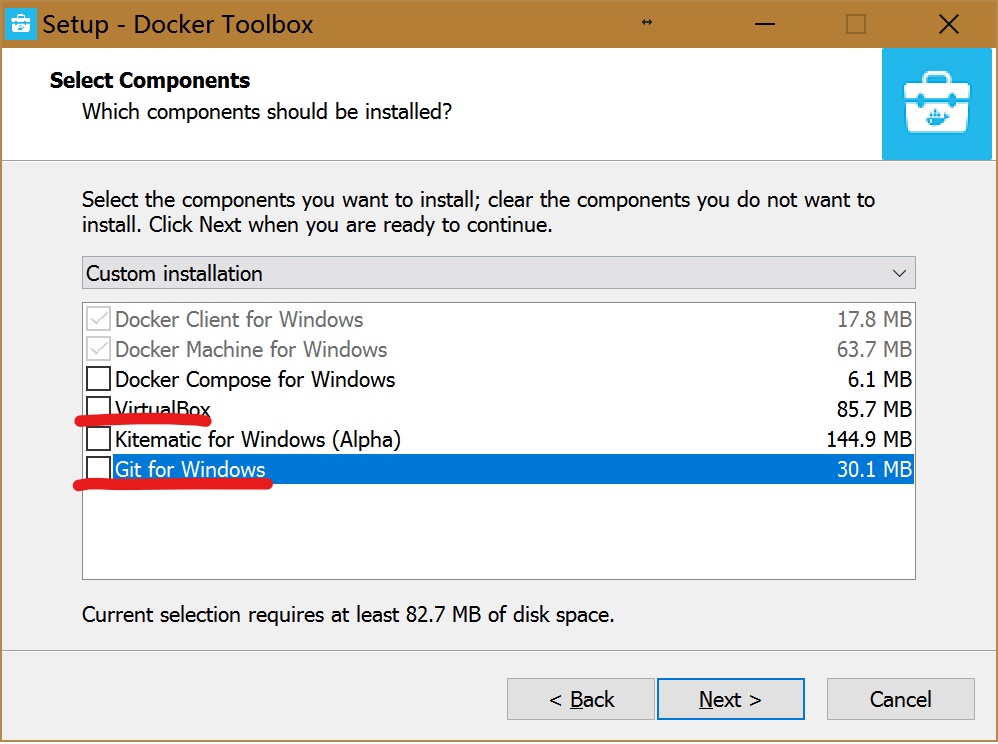 Setup - Docker Toolbox
Select Components
Which components should be installed?
Select the components you want to install; clear the components you do not want to
install. Click Next when you are ready to continue.
Custom installation
Docker Client for Windows 17.8 MB
Docker Machine for Windows 63.7 MB
Docker Compose for Windows 6.1 MB
VirtualBox 85.7 MB
Kitematic for Windows (Alpha) 144.9 MB
Git for Windows 30.1 MB
Current selection requires at least 82.7 MB of disk space.
< Back Next > Cancel